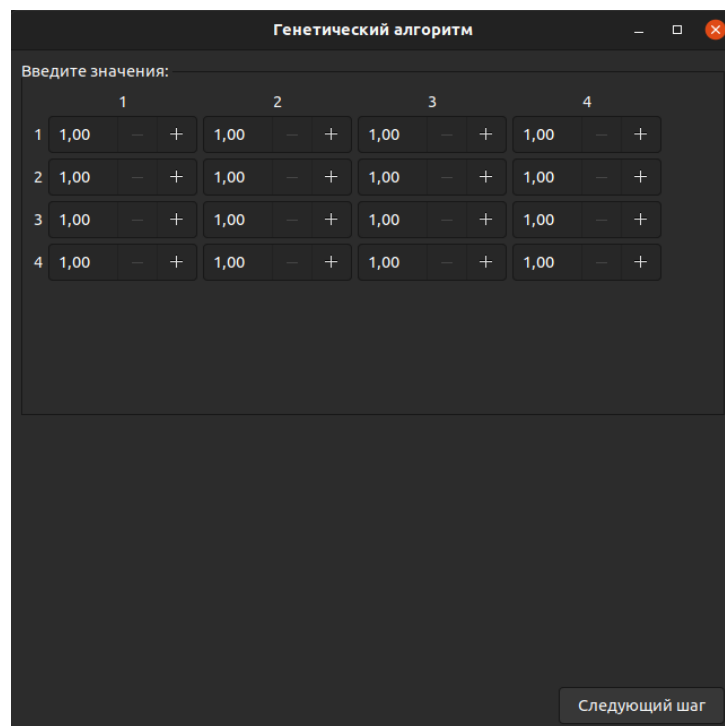 Генетический алгоритм
Введите значения:
1 2 3 4
1 1,00 − + 1,00 − + 1,00 − + 1,00 − +
2 1,00 − + 1,00 − + 1,00 − + 1,00 − +
3 1,00 − + 1,00 − + 1,00 − + 1,00 − +
4 1,00 − + 1,00 − + 1,00 − + 1,00 − +
Следующий шаг